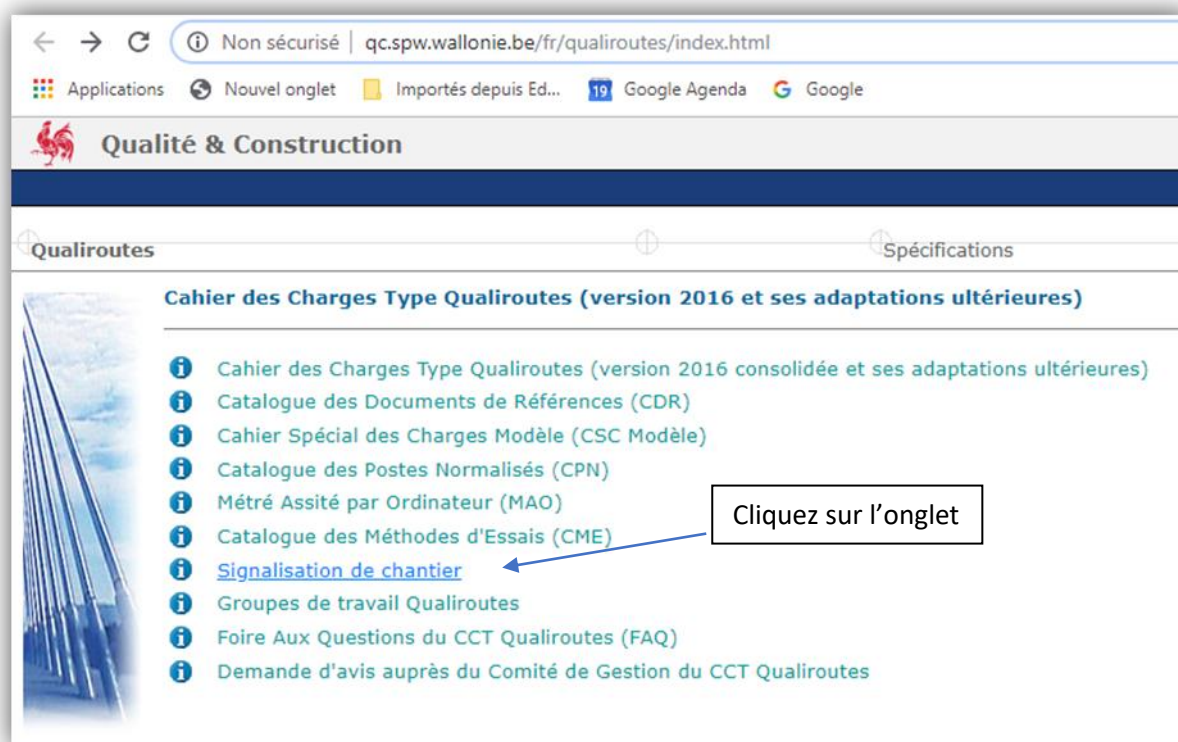 Non sécurisé | qc.spw.wallonie.be/fr/qualiroutes/index.html
Applications Nouvel onglet Importés depuis Ed... 19 Google Agenda G Google
Qualité & Construction
Qualiroutes Spécifications
Cahier des Charges Type Qualiroutes (version 2016 et ses adaptations ultérieures)
Cahier des Charges Type Qualiroutes (version 2016 consolidée et ses adaptations ultérieures)
Catalogue des Documents de Références (CDR)
Cahier Spécial des Charges Modèle (CSC Modèle)
Catalogue des Postes Normalisés (CPN)
Métré Assité par Ordinateur (MAO)
Cliquez sur l'onglet
Catalogue des Méthodes d'Essais (CME)
Signalisation de chantier
Groupes de travail Qualiroutes
Foire Aux Questions du CCT Qualiroutes (FAQ)
Demande d'avis auprès du Comité de Gestion du CCT Qualiroutes